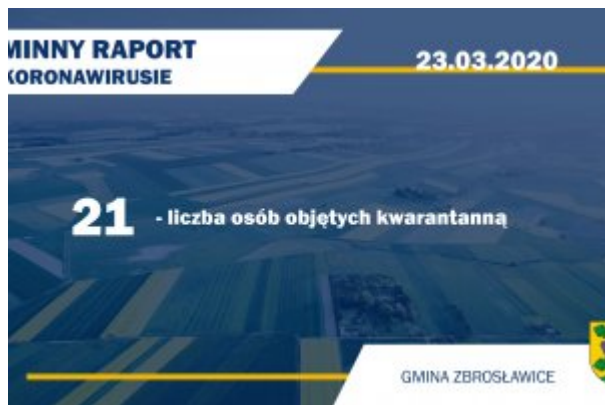 MINNY RAPORT
KORONAWIRUSIE
23.03.2020
21 - liczba osób objętych kwarantanną
GMINA ZBROSŁAWICE